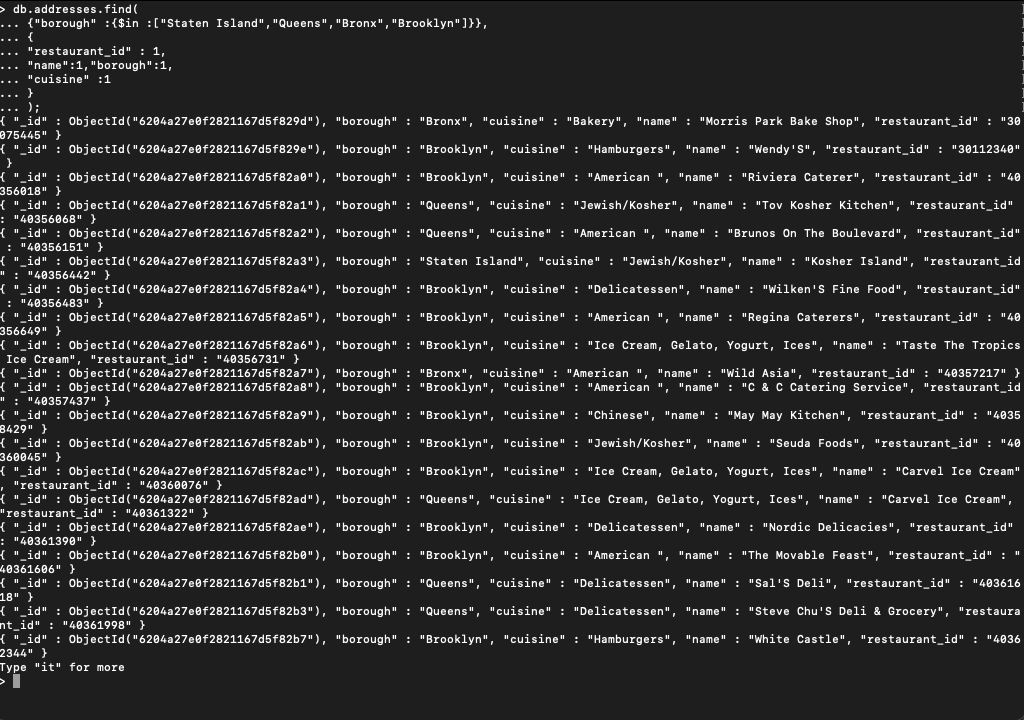 > db.addresses.find(
... {"borough" :{$in :["Staten Island","Queens","Bronx","Brooklyn"]}},
... {
... "restaurant_id" : 1,
... "name":1,"borough":1,
... "cuisine" :1
... }
... );
{ "_id" : ObjectId("6204a27e0f2821167d5f829d"), "borough" : "Bronx", "cuisine" : "Bakery", "name" : "Morris Park Bake Shop", "restaurant_id" : "30
075445" }
{ "_id" : ObjectId("6204a27e0f2821167d5f829e"), "borough" : "Brooklyn", "cuisine" : "Hamburgers", "name" : "Wendy'S", "restaurant_id" : "30112340"
 }
{ "_id" : ObjectId("6204a27e0f2821167d5f82a0"), "borough" : "Brooklyn", "cuisine" : "American ", "name" : "Riviera Caterer", "restaurant_id" : "40
356018" }
{ "_id" : ObjectId("6204a27e0f2821167d5f82a1"), "borough" : "Queens", "cuisine" : "Jewish/Kosher", "name" : "Tov Kosher Kitchen", "restaurant_id"
: "40356068" }
{ "_id" : ObjectId("6204a27e0f2821167d5f82a2"), "borough" : "Queens", "cuisine" : "American ", "name" : "Brunos On The Boulevard", "restaurant_id"
 : "40356151" }
{ "_id" : ObjectId("6204a27e0f2821167d5f82a3"), "borough" : "Staten Island", "cuisine" : "Jewish/Kosher", "name" : "Kosher Island", "restaurant_id
" : "40356442" }
{ "_id" : ObjectId("6204a27e0f2821167d5f82a4"), "borough" : "Brooklyn", "cuisine" : "Delicatessen", "name" : "Wilken'S Fine Food", "restaurant_id"
 : "40356483" }
{ "_id" : ObjectId("6204a27e0f2821167d5f82a5"), "borough" : "Brooklyn", "cuisine" : "American ", "name" : "Regina Caterers", "restaurant_id" : "40
356649" }
{ "_id" : ObjectId("6204a27e0f2821167d5f82a6"), "borough" : "Brooklyn", "cuisine" : "Ice Cream, Gelato, Yogurt, Ices", "name" : "Taste The Tropics
 Ice Cream", "restaurant_id" : "40356731" }
{ "_id" : ObjectId("6204a27e0f2821167d5f82a7"), "borough" : "Bronx", "cuisine" : "American ", "name" : "Wild Asia", "restaurant_id" : "40357217" }
{ "_id" : ObjectId("6204a27e0f2821167d5f82a8"), "borough" : "Brooklyn", "cuisine" : "American ", "name" : "C & C Catering Service", "restaurant_id
" : "40357437" }
{ "_id" : ObjectId("6204a27e0f2821167d5f82a9"), "borough" : "Brooklyn", "cuisine" : "Chinese", "name" : "May May Kitchen", "restaurant_id" : "4035
8429" }
{ "_id" : ObjectId("6204a27e0f2821167d5f82ab"), "borough" : "Brooklyn", "cuisine" : "Jewish/Kosher", "name" : "Seuda Foods", "restaurant_id" : "40
360045" }
{ "_id" : ObjectId("6204a27e0f2821167d5f82ac"), "borough" : "Brooklyn", "cuisine" : "Ice Cream, Gelato, Yogurt, Ices", "name" : "Carvel Ice Cream"
, "restaurant_id" : "40360076" }
{ "_id" : ObjectId("6204a27e0f2821167d5f82ad"), "borough" : "Queens", "cuisine" : "Ice Cream, Gelato, Yogurt, Ices", "name" : "Carvel Ice Cream",
"restaurant_id" : "40361322" }
{ "_id" : ObjectId("6204a27e0f2821167d5f82ae"), "borough" : "Brooklyn", "cuisine" : "Delicatessen", "name" : "Nordic Delicacies", "restaurant_id"
: "40361390" }
{ "_id" : ObjectId("6204a27e0f2821167d5f82b0"), "borough" : "Brooklyn", "cuisine" : "American ", "name" : "The Movable Feast", "restaurant_id" : "
40361606" }
{ "_id" : ObjectId("6204a27e0f2821167d5f82b1"), "borough" : "Queens", "cuisine" : "Delicatessen", "name" : "Sal'S Deli", "restaurant_id" : "403616
18" }
{ "_id" : ObjectId("6204a27e0f2821167d5f82b3"), "borough" : "Queens", "cuisine" : "Delicatessen", "name" : "Steve Chu'S Deli & Grocery", "restaura
nt_id" : "40361998" }
{ "_id" : ObjectId("6204a27e0f2821167d5f82b7"), "borough" : "Brooklyn", "cuisine" : "Hamburgers", "name" : "White Castle", "restaurant_id" : "4036
2344" }
Type "it" for more
>